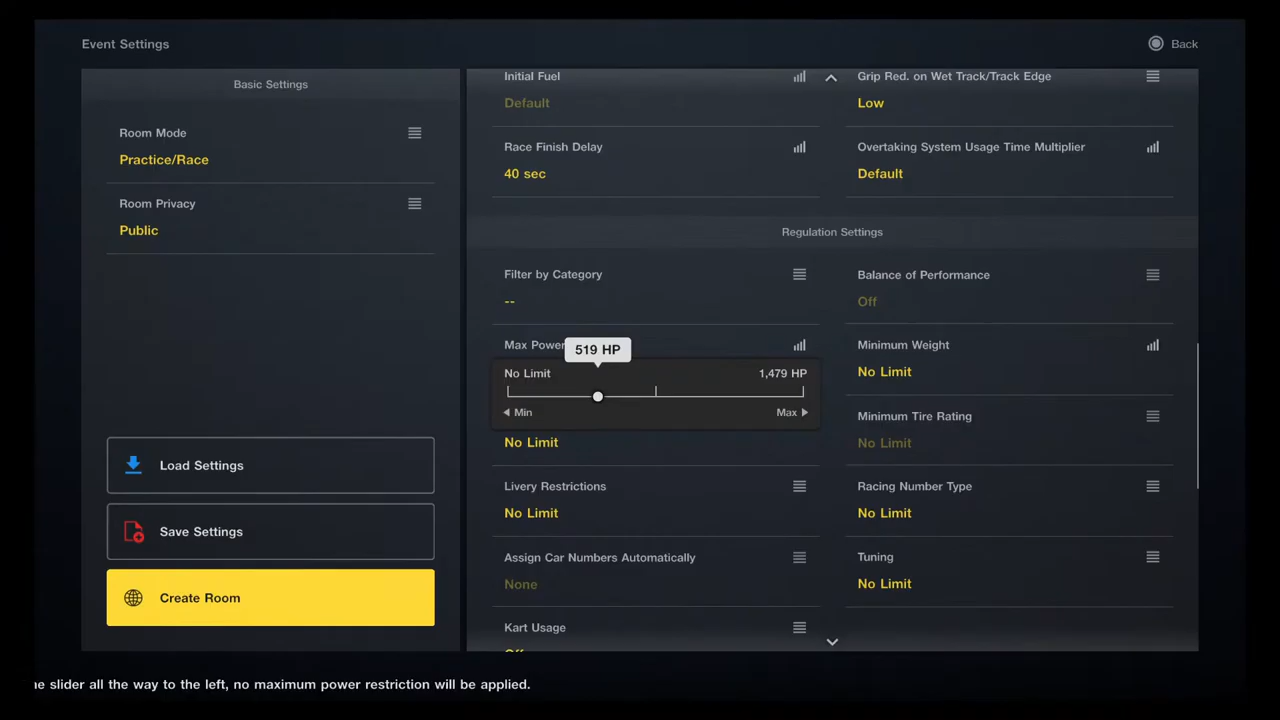 Event Settings
Back
Basic Settings
Room Mode
Practice/Race
Room Privacy
Public
Load Settings
Save Settings
Create Room
Initial Fuel
Default
Grip Red. on Wet Track/Track Edge
Low
Race Finish Delay
40 sec
Overtaking System Usage Time Multiplier
Default
Regulation Settings
Filter by Category
--
Balance of Performance
Off
Max Power
519 HP
No Limit
1,479 HP
Min
Max
No Limit
Minimum Weight
No Limit
Minimum Tire Rating
No Limit
Livery Restrictions
No Limit
Racing Number Type
No Limit
Assign Car Numbers Automatically
None
Tuning
No Limit
Kart Usage
Off
slider all the way to the left, no maximum power restriction will be applied.